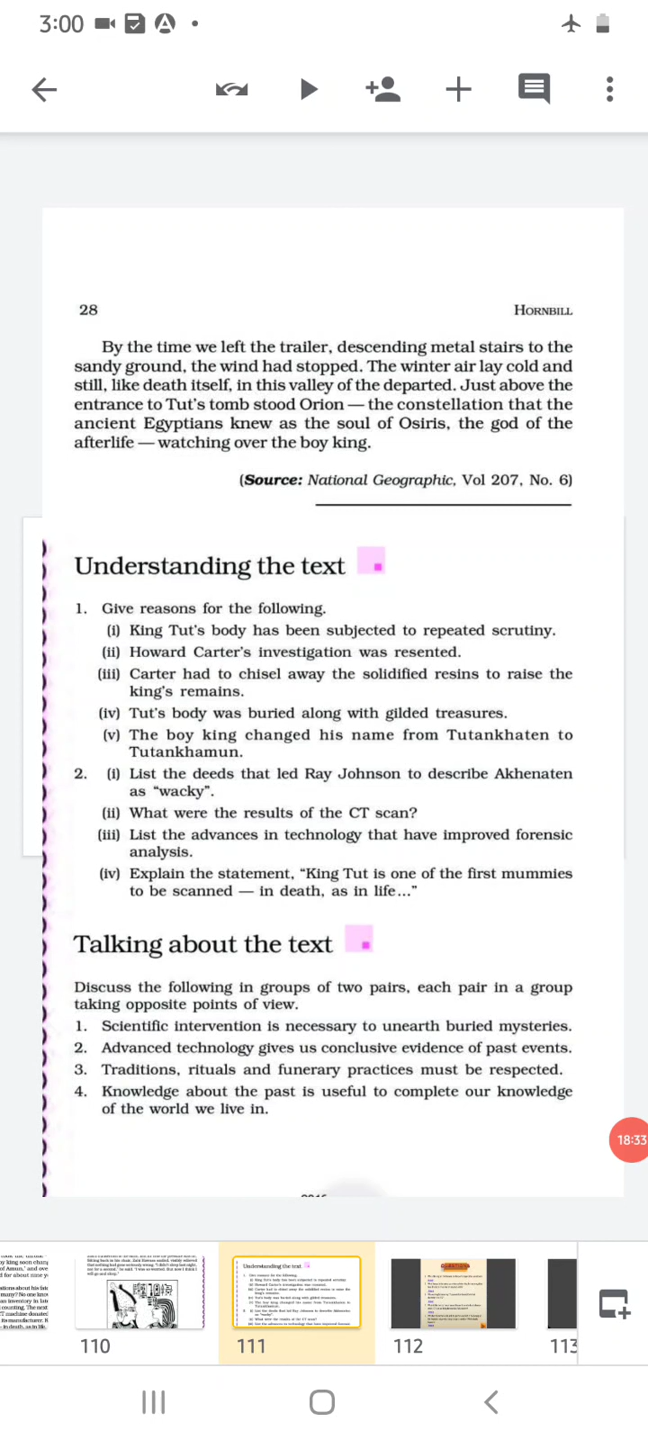 3:00
28 HORNBILL
By the time we left the trailer, descending metal stairs to the
sandy ground, the wind had stopped. The winter air lay cold and
still, like death itself, in this valley of the departed. Just above the
entrance to Tut's tomb stood Orion — the constellation that the
ancient Egyptians knew as the soul of Osiris, the god of the
afterlife — watching over the boy king.
(Source: National Geographic, Vol 207, No. 6)
Understanding the text
1. Give reasons for the following.
(i) King Tut's body has been subjected to repeated scrutiny.
(ii) Howard Carter's investigation was resented.
(iii) Carter had to chisel away the solidified resins to raise the
king's remains.
(iv) Tut's body was buried along with gilded treasures.
(v) The boy king changed his name from Tutankhaten to
Tutankhamun.
2. (i) List the deeds that led Ray Johnson to describe Akhenaten
as “wacky”.
(ii) What were the results of the CT scan?
(iii) List the advances in technology that have improved forensic
analysis.
(iv) Explain the statement, “King Tut is one of the first mummies
to be scanned — in death, as in life...”
Talking about the text
Discuss the following in groups of two pairs, each pair in a group
taking opposite points of view.
1. Scientific intervention is necessary to unearth buried mysteries.
2. Advanced technology gives us conclusive evidence of past events.
3. Traditions, rituals and funerary practices must be respected.
4. Knowledge about the past is useful to complete our knowledge
of the world we live in.
18:33
Understanding the text
110 111 112 113